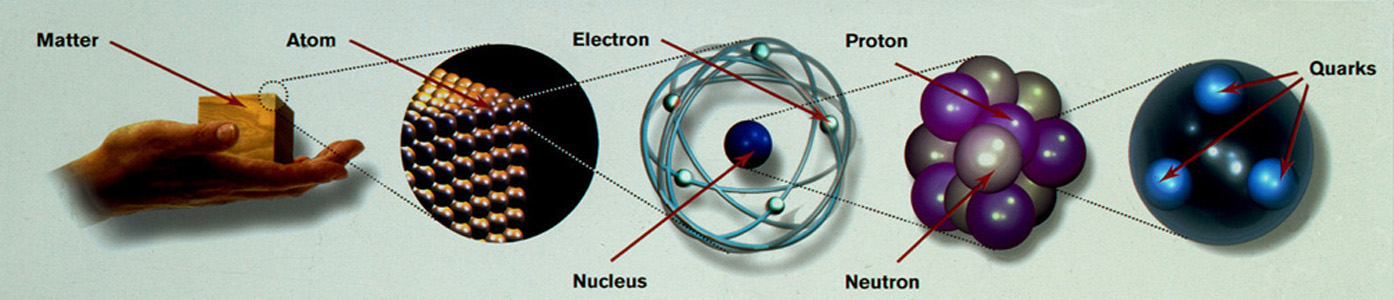 Matter
Atom
Electron
Proton
Quarks
Nucleus
Neutron